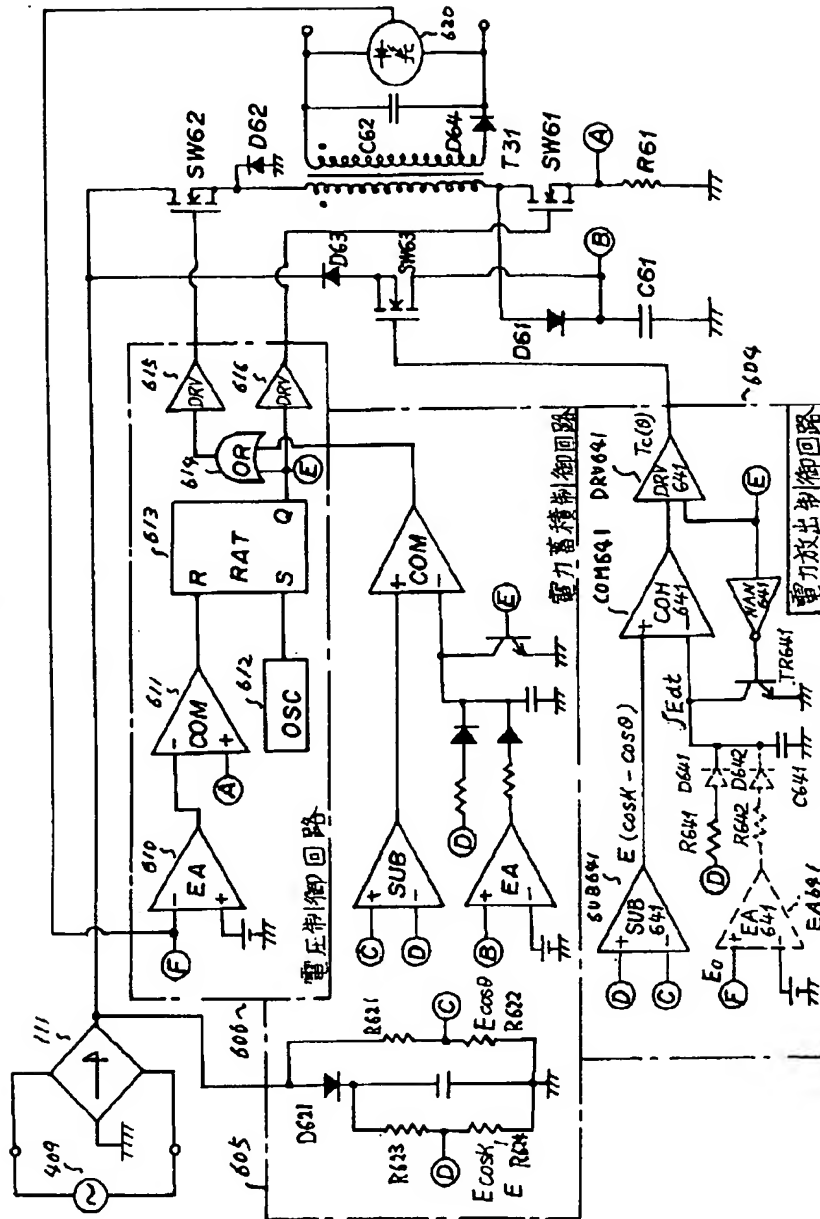 620
SW62
D62
C62
D64
T31
SW61
A
R61
D63
SW63
B
D61
C61
615
DRV
616
DRV
614
OR
E
613
R
RAT
Q
S
612
OSC
611
COM
-
+
A
610
EA
-
+
F
電圧制御回路
606
111
409
605
D621
R621
C
E cosθ
R622
R623
D
E cosK
E
R624
電力蓄積制御回路
COM
+
-
E
D
SUB
+
-
C
D
EA
+
-
B
604
電力放出制御回路
DRV641
Tc(θ)
DRV
641
E
COM641
COM
641
+
-
NAN
641
TR641
∫Edt
E(cosK-cosθ)
D641
D642
R641
R642
C641
D
SUB641
SUB
641
+
-
D
C
EA
641
+
-
EA641
Eo
F